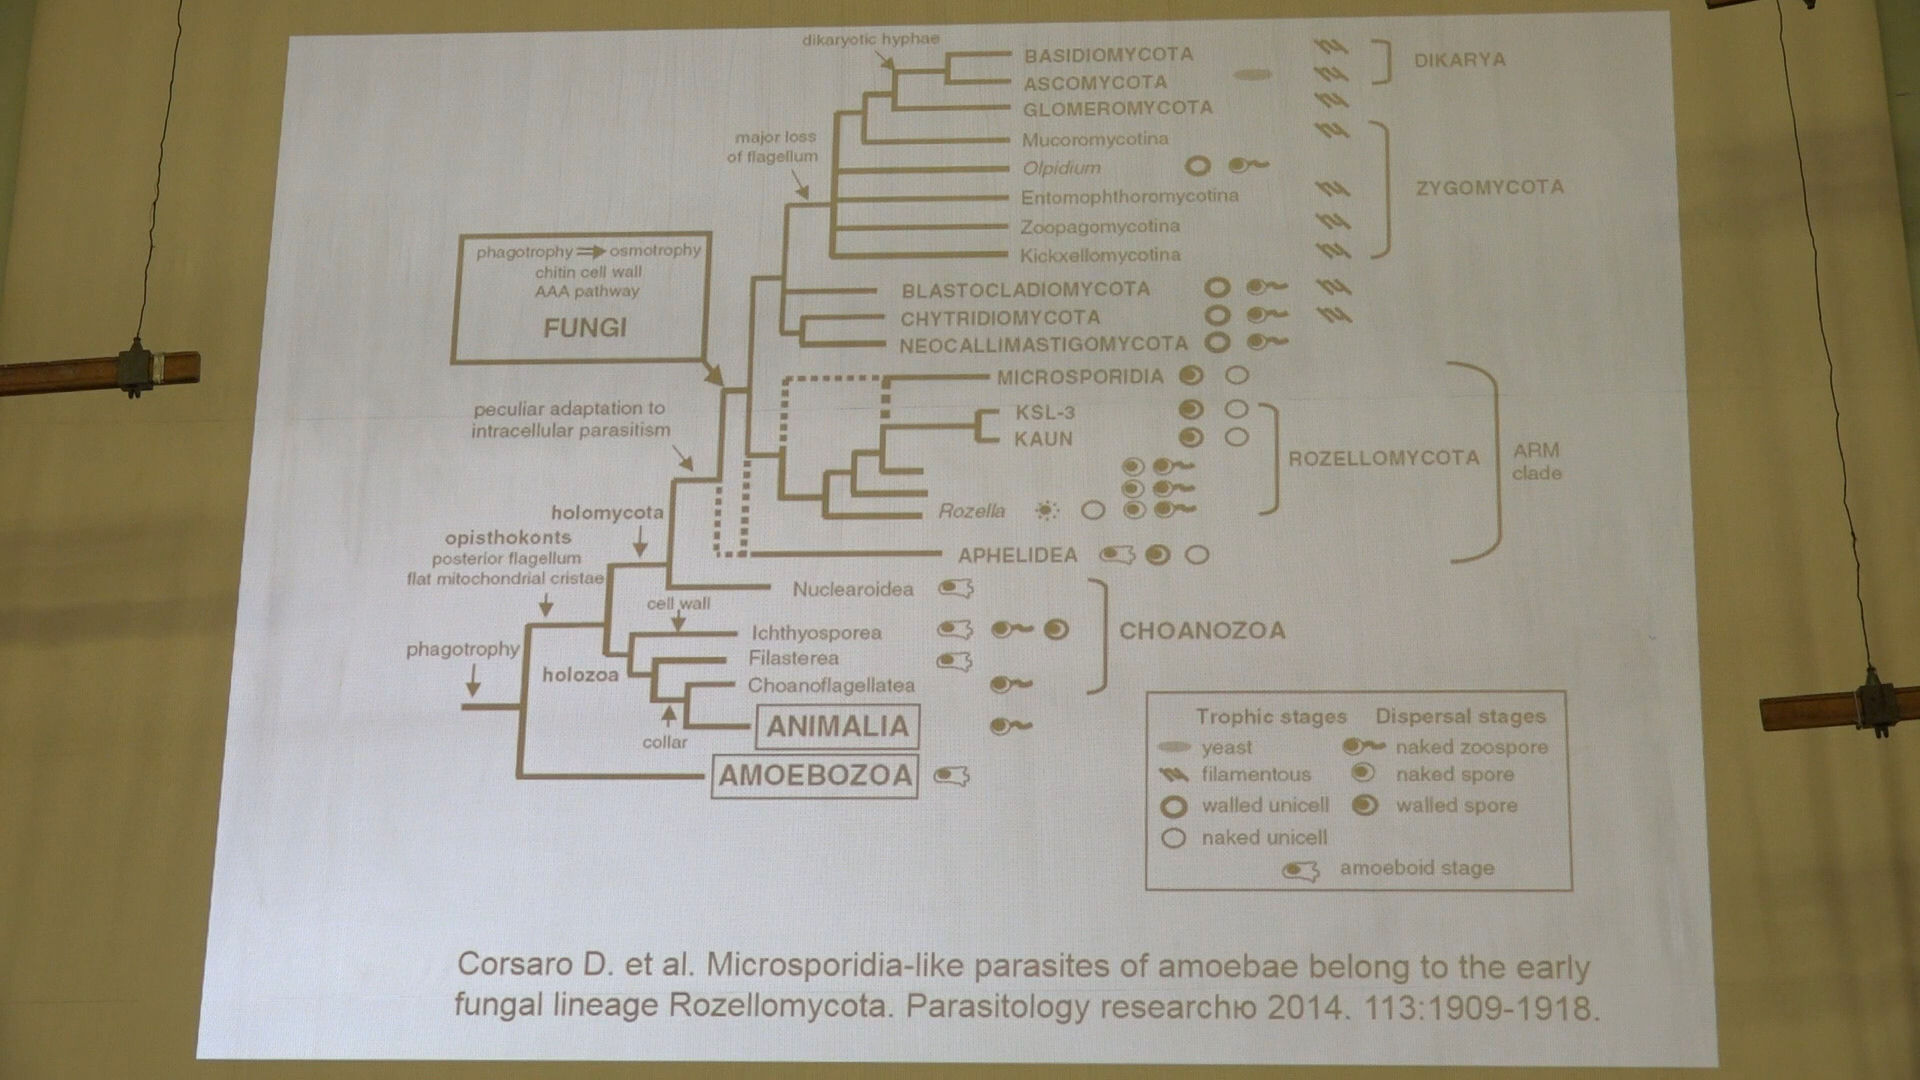 dikaryotic hyphae
BASIDIOMYCOTA
DIKARYA
ASCOMYCOTA
GLOMEROMYCOTA
major loss
of flagellum
Mucoromycotina
Olpidium
ZYGOMYCOTA
Entomophthoromycotina
Zoopagomycotina
Kickxellomycotina
phagotrophy osmotrophy
chitin cell wall
AAA pathway
FUNGI
BLASTOCLADIOMYCOTA
CHYTRIDIOMYCOTA
NEOCALLIMASTIGOMYCOTA
MICROSPORIDIA
peculiar adaptation to
intracellular parasitism
KSL-3
KAUN
ROZELLOMYCOTA
ARM
clade
Rozella
holomycota
opisthokonts
posterior flagellum
flat mitochondrial cristae
APHELIDEA
Nuclearoidea
cell wall
Ichthyosporea
CHOANOZOA
phagotrophy
Filasterea
holozoa
Choanoflagellatea
ANIMALIA
collar
AMOEBOZOA
Trophic stages Dispersal stages
yeast naked zoospore
filamentous naked spore
walled unicell walled spore
naked unicell
amoeboid stage
Corsaro D. et al. Microsporidia-like parasites of amoebae belong to the early
fungal lineage Rozellomycota. Parasitology researchю 2014. 113:1909-1918.